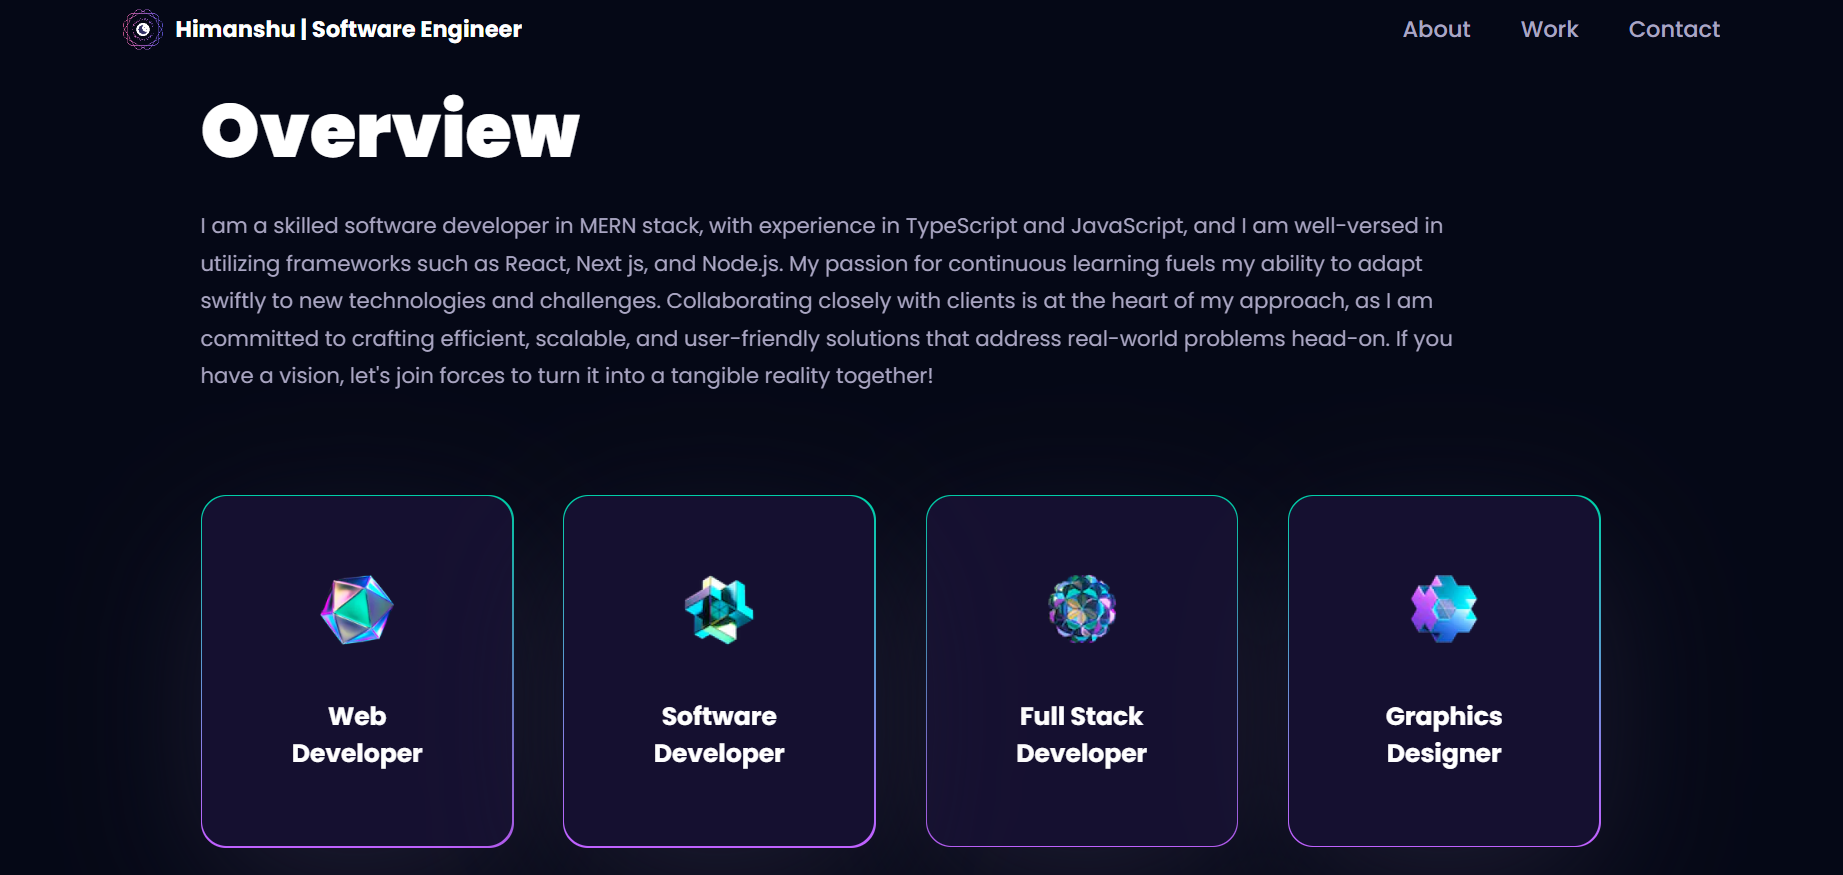 Himanshu | Software Engineer
About
Work
Contact
Overview
I am a skilled software developer in MERN stack, with experience in TypeScript and JavaScript, and I am well-versed in
utilizing frameworks such as React, Next js, and Node.js. My passion for continuous learning fuels my ability to adapt
swiftly to new technologies and challenges. Collaborating closely with clients is at the heart of my approach, as I am
committed to crafting efficient, scalable, and user-friendly solutions that address real-world problems head-on. If you
have a vision, let's join forces to turn it into a tangible reality together!
Web
Developer
Software
Developer
Full Stack
Developer
Graphics
Designer